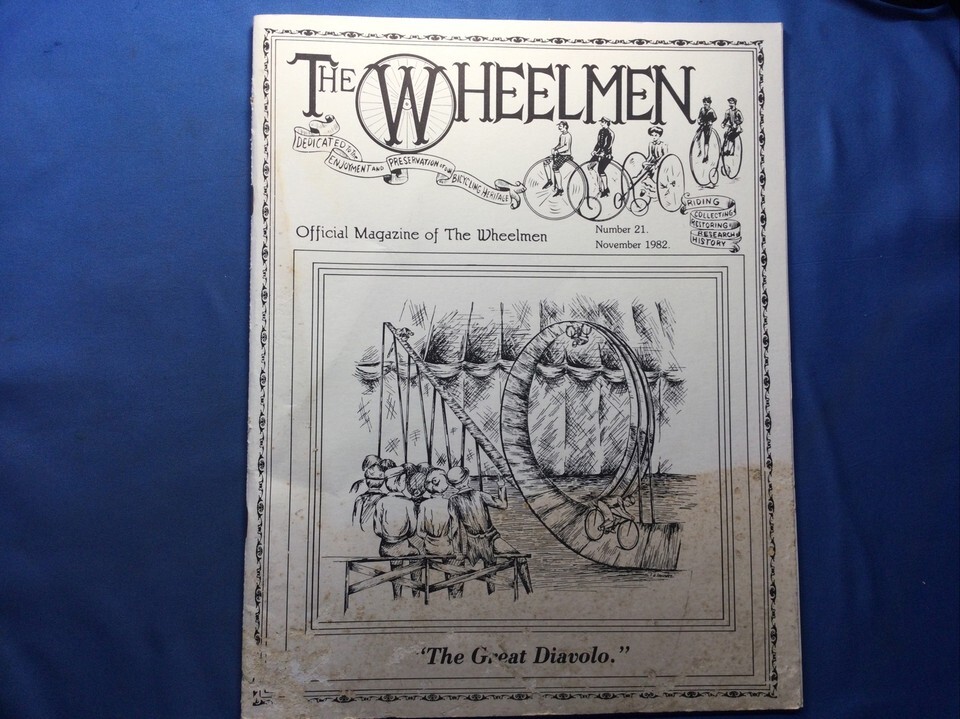 THE WHEELMEN
DEDICATED to the
ENJOYMENT AND PRESERVATION of our
BICYCLING HERITAGE
RIDING
COLLECTING
RESTORING
RESEARCH
HISTORY
Official Magazine of The Wheelmen
Number 21.
November 1982.
"The Great Diavolo."